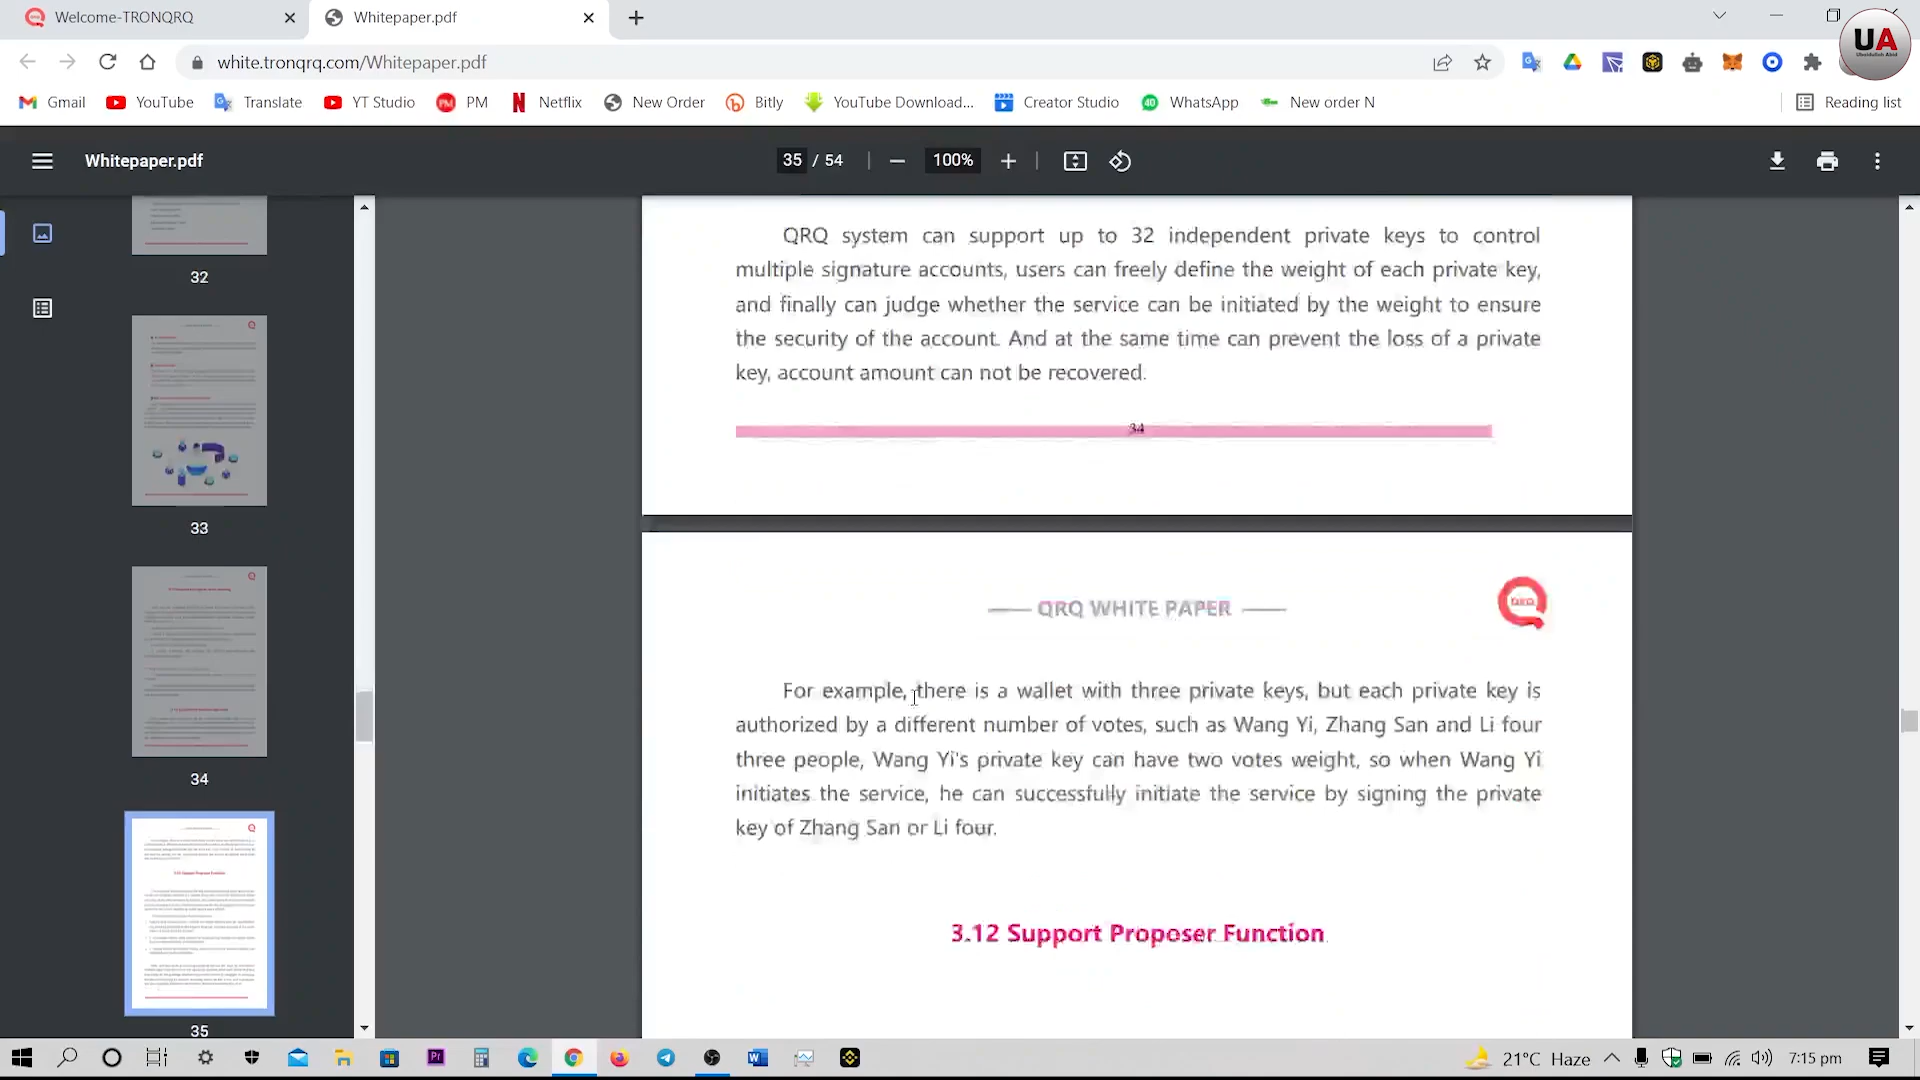 Welcome-TRONQRQ
Whitepaper.pdf
UA
Ubaidullah Abid
white.tronqrq.com/Whitepaper.pdf
Gmail
YouTube
Translate
YT Studio
PM PM
Netflix
New Order
Bitly
YouTube Download...
Creator Studio
40 WhatsApp
New order N
Reading list
Whitepaper.pdf
35 / 54
100%
32
33
34
35
QRQ system can support up to 32 independent private keys to control
multiple signature accounts, users can freely define the weight of each private key,
and finally can judge whether the service can be initiated by the weight to ensure
the security of the account. And at the same time can prevent the loss of a private
key, account amount can not be recovered.
34
QRQ WHITE PAPER
For example, there is a wallet with three private keys, but each private key is
authorized by a different number of votes, such as Wang Yi, Zhang San and Li four
three people, Wang Yi's private key can have two votes weight, so when Wang Yi
initiates the service, he can successfully initiate the service by signing the private
key of Zhang San or Li four.
3.12 Support Proposer Function
Pr
W
21°C Haze
7:15 pm